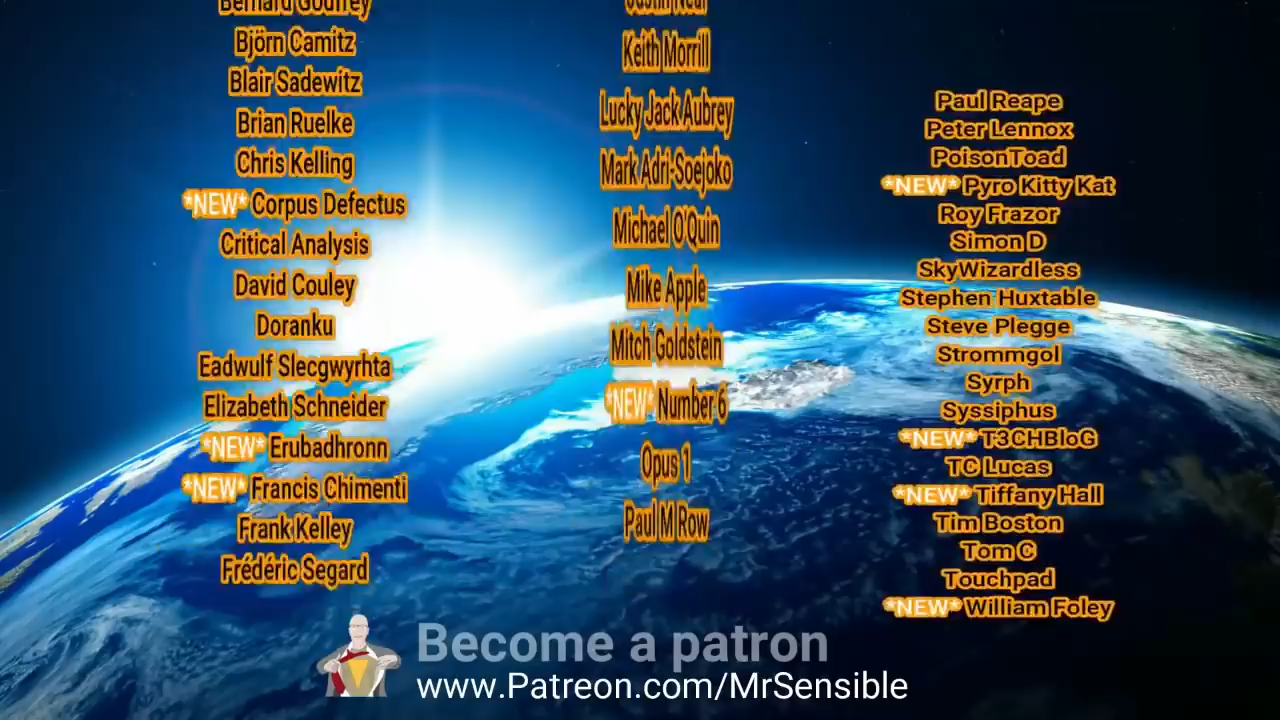 Bernard Godfrey
Björn Camitz
Blair Sadewitz
Brian Ruelke
Chris Kelling
*NEW* Corpus Defectus
Critical Analysis
David Couley
Doranku
Eadwulf Slecgwyrhta
Elizabeth Schneider
*NEW* Erubadhronn
*NEW* Francis Chimenti
Frank Kelley
Frédéric Segard
Keith Morrill
Lucky Jack Aubrey
Mark Adri-Soejoko
Michael O'Quin
Mike Apple
Mitch Goldstein
*NEW* Number 6
Opus 1
Paul M Row
Paul Reape
Peter Lennox
PoisonToad
*NEW* Pyro Kitty Kat
Roy Frazor
Simon D
SkyWizardless
Stephen Huxtable
Steve Plegge
Strommgol
Syrph
Syssiphus
*NEW* T3CHBloG
TC Lucas
*NEW* Tiffany Hall
Tim Boston
Tom C
Touchpad
*NEW* William Foley
Become a patron
www.Patreon.com/MrSensible